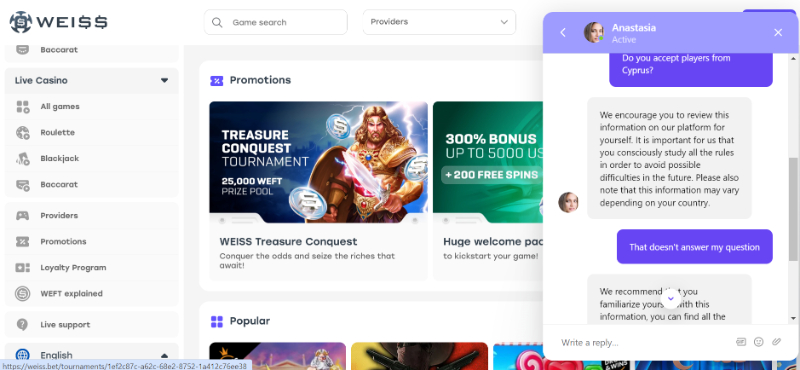 WEI$$
Game search
Providers
Baccarat
Live Casino
All games
Roulette
Blackjack
Baccarat
Providers
Promotions
Loyalty Program
WEFT explained
Live support
English
Promotions
TREASURE
CONQUEST
TOURNAMENT
25,000 WEFT
PRIZE POOL
WEISS Treasure Conquest
Conquer the odds and seize the riches that
await!
300% BONUS
UP TO 5000 US
+200 FREE SPINS
Huge welcome pac
to kickstart your game!
Popular
Anastasia
Active
Do you accept players from
Cyprus?
We encourage you to review this
information on our platform for
yourself. It is important for us that
you consciously study all the rules
in order to avoid possible
difficulties in the future. Please also
note that this information may vary
depending on your country.
That doesn't answer my question
We recommend that you
familiarize yourself with this
information, you can find all the
Write a reply...
https://weiss.bet/tournaments/1ef2c87c-a62c-68e2-8752-1a412c76ee38